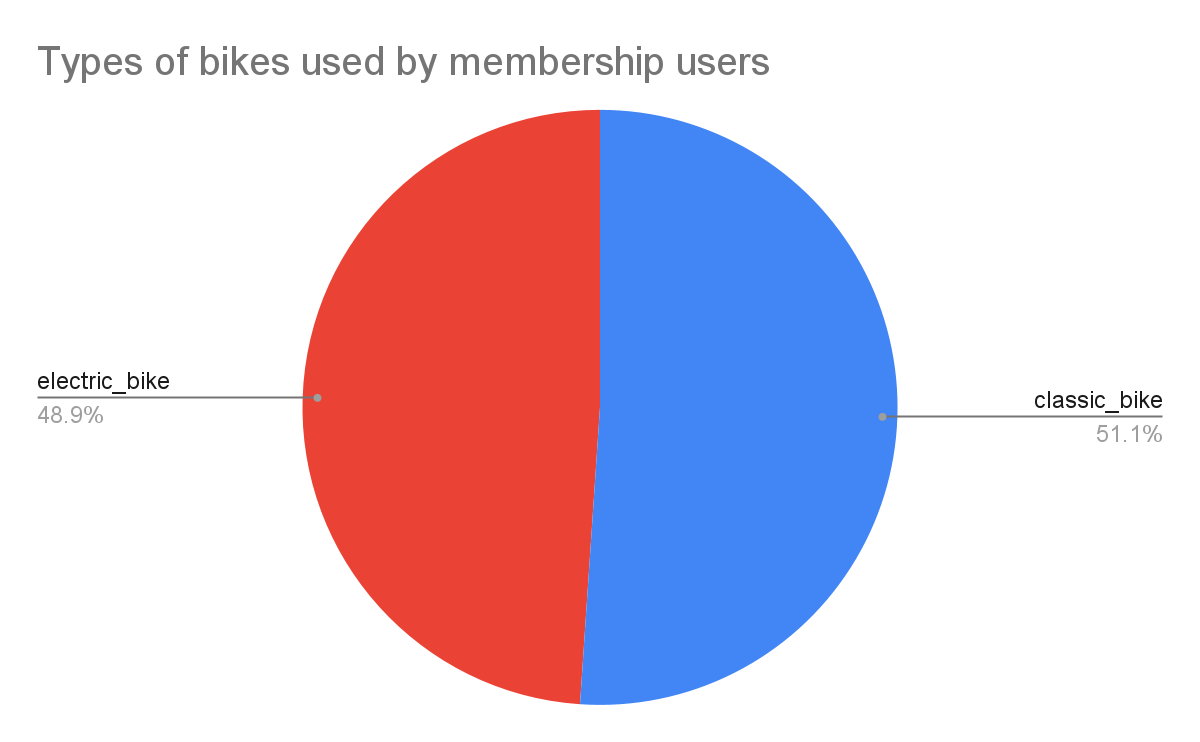 Types of bikes used by membership users
electric_bike
48.9%
classic_bike
51.1%